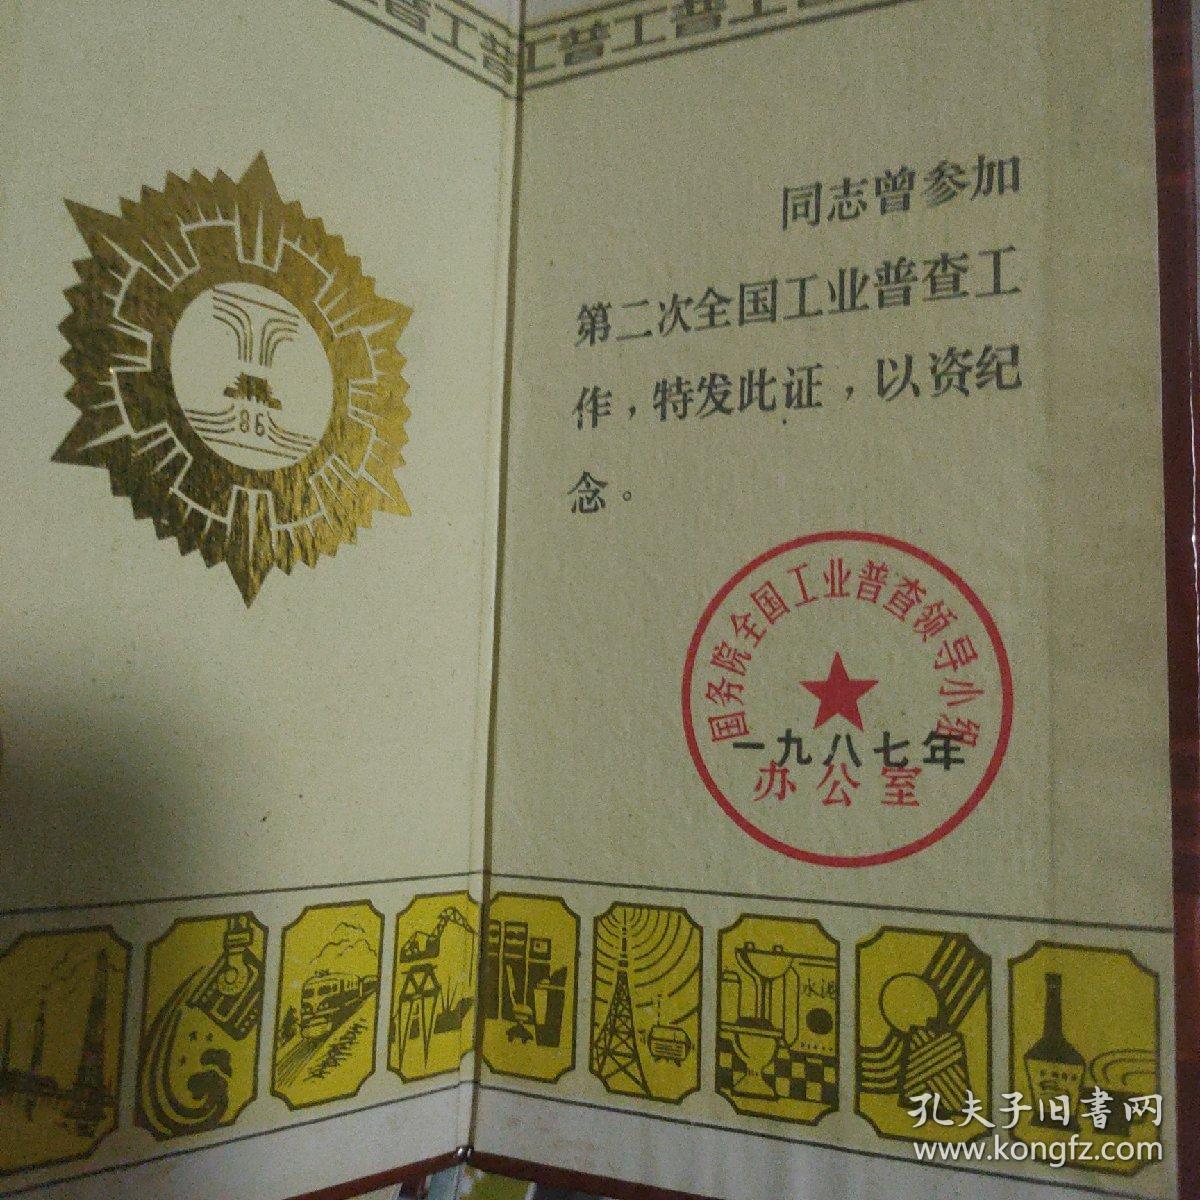 工普工普工普工普
86
同志曾参加
第二次全国工业普查工
作，特发此证，以资纪
念。
国务院全国工业普查领导小组
一九八七年
办公室
水泥
孔夫子旧書网
www.kongfz.com